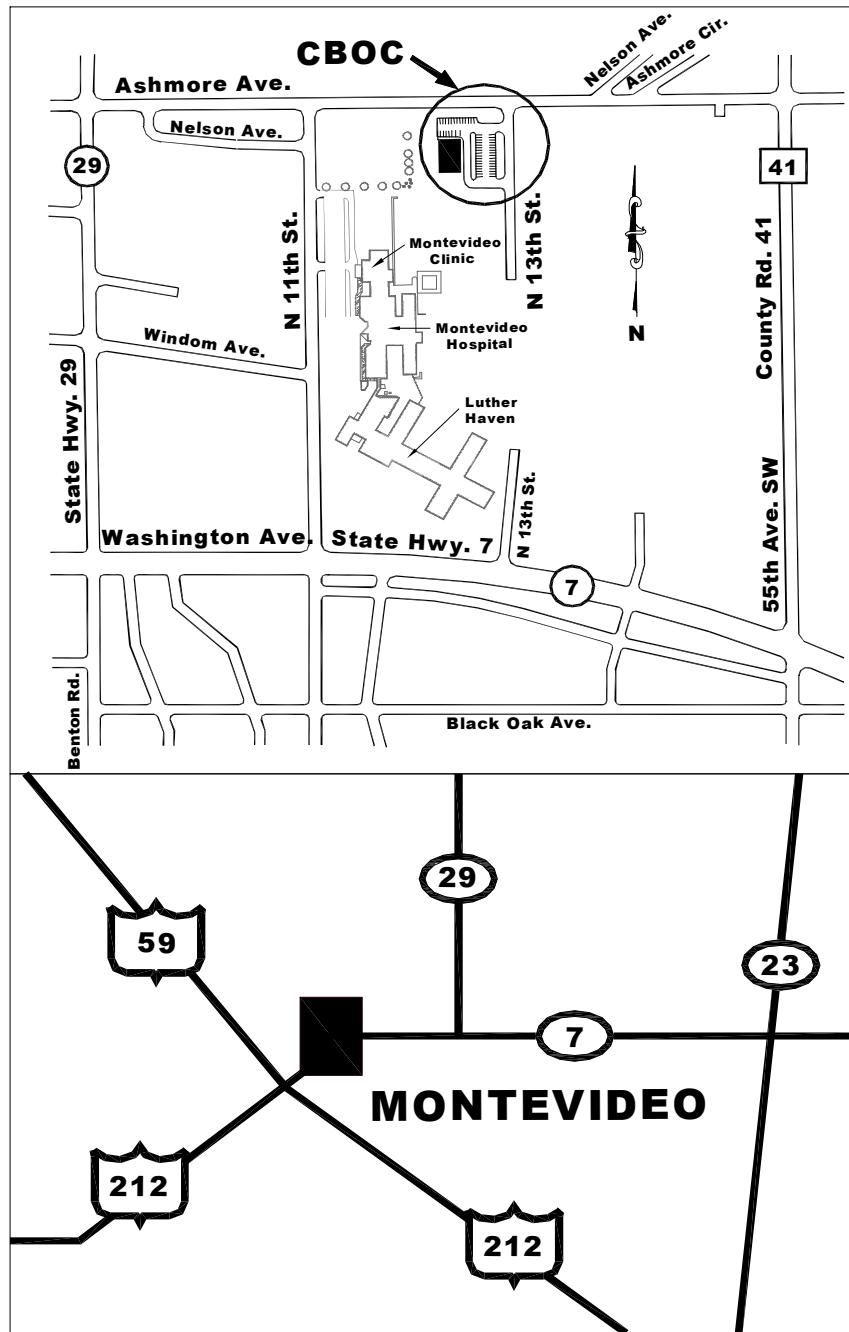 CBOC
Nelson Ave.
Ashmore Cir.
Ashmore Ave.
Nelson Ave.
29
41
N 11th St.
N 13th St.
County Rd. 41
Montevideo
Clinic
N
Montevideo
Hospital
Windom Ave.
State Hwy. 29
Luther
Haven
N 13th St.
55th Ave. SW
Washington Ave.
State Hwy. 7
7
Benton Rd.
Black Oak Ave.
29
59
23
7
MONTEVIDEO
212
212